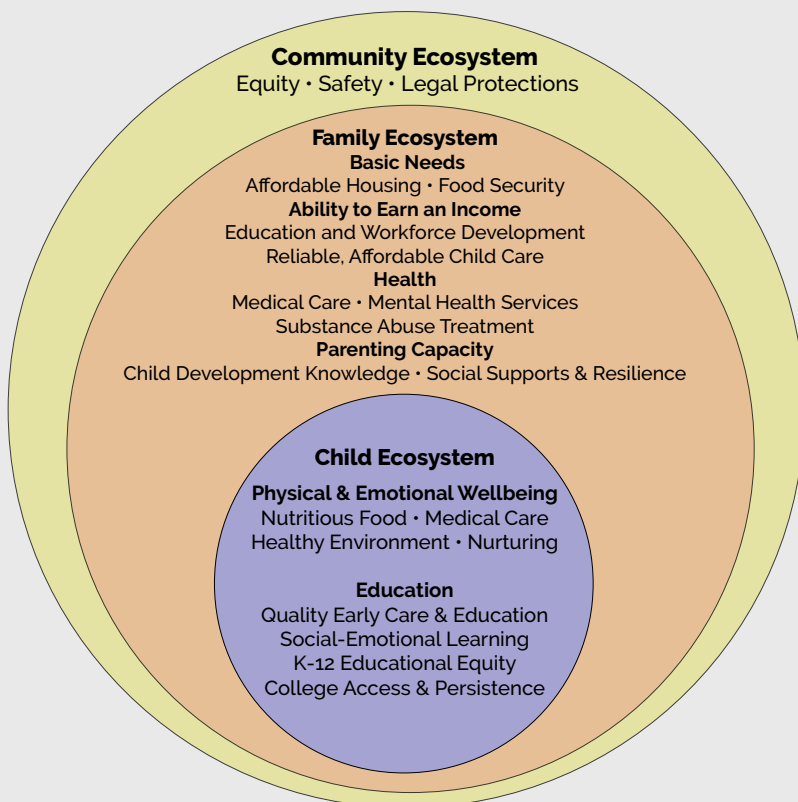 Community Ecosystem
Equity • Safety • Legal Protections
Family Ecosystem
Basic Needs
Affordable Housing • Food Security
Ability to Earn an Income
Education and Workforce Development
Reliable, Affordable Child Care
Health
Medical Care • Mental Health Services
Substance Abuse Treatment
Parenting Capacity
Child Development Knowledge • Social Supports & Resilience
Child Ecosystem
Physical & Emotional Wellbeing
Nutritious Food • Medical Care
Healthy Environment • Nurturing
Education
Quality Early Care & Education
Social-Emotional Learning
K-12 Educational Equity
College Access & Persistence